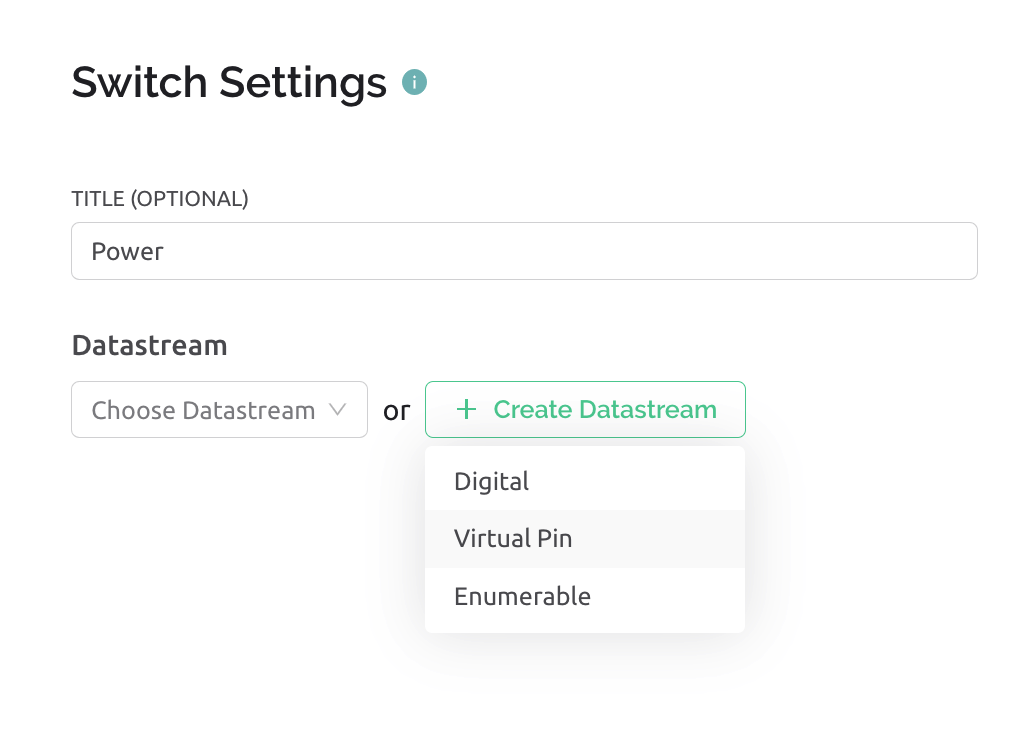 Switch Settings
TITLE (OPTIONAL)
Power
Datastream
Choose Datastream or + Create Datastream
Digital
Virtual Pin
Enumerable